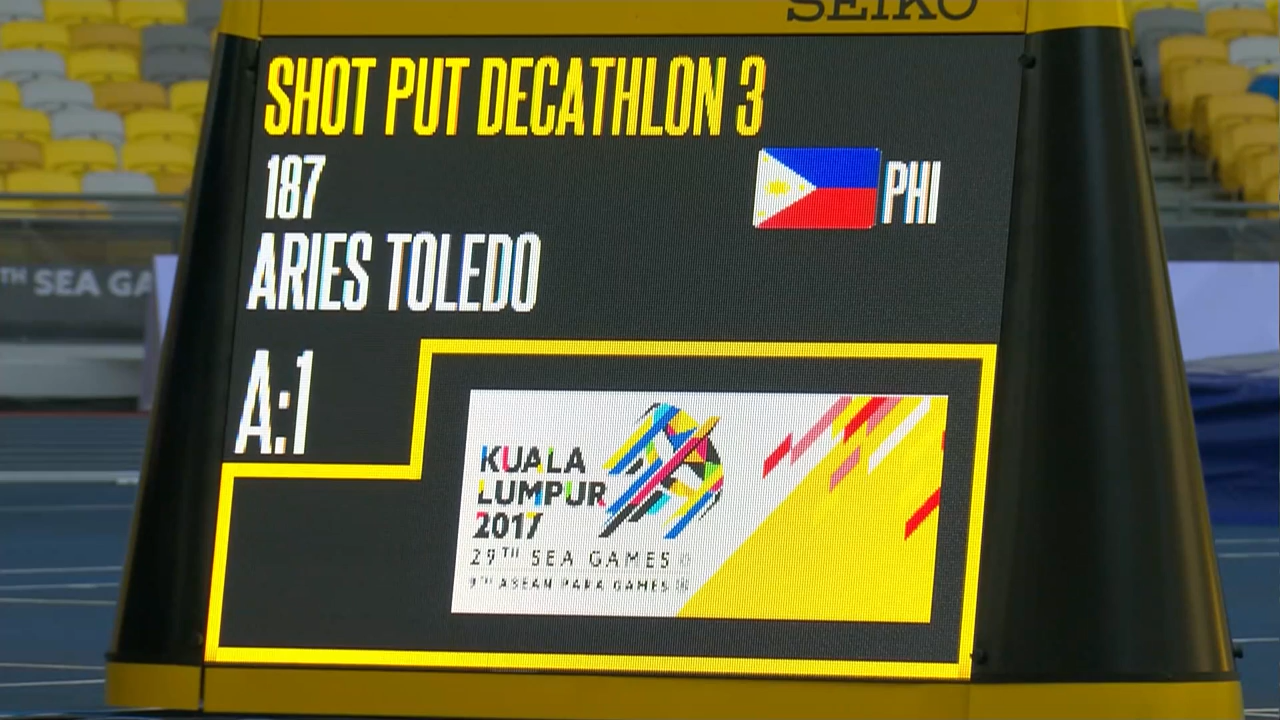 SEIKO
SHOT PUT DECATHLON 3
187
PHI
ARIES TOLEDO
A:1
TH SEA GA
KUALA
LUMPUR
2017
29TH SEA GAMES
9TH ASEAN PARA GAMES